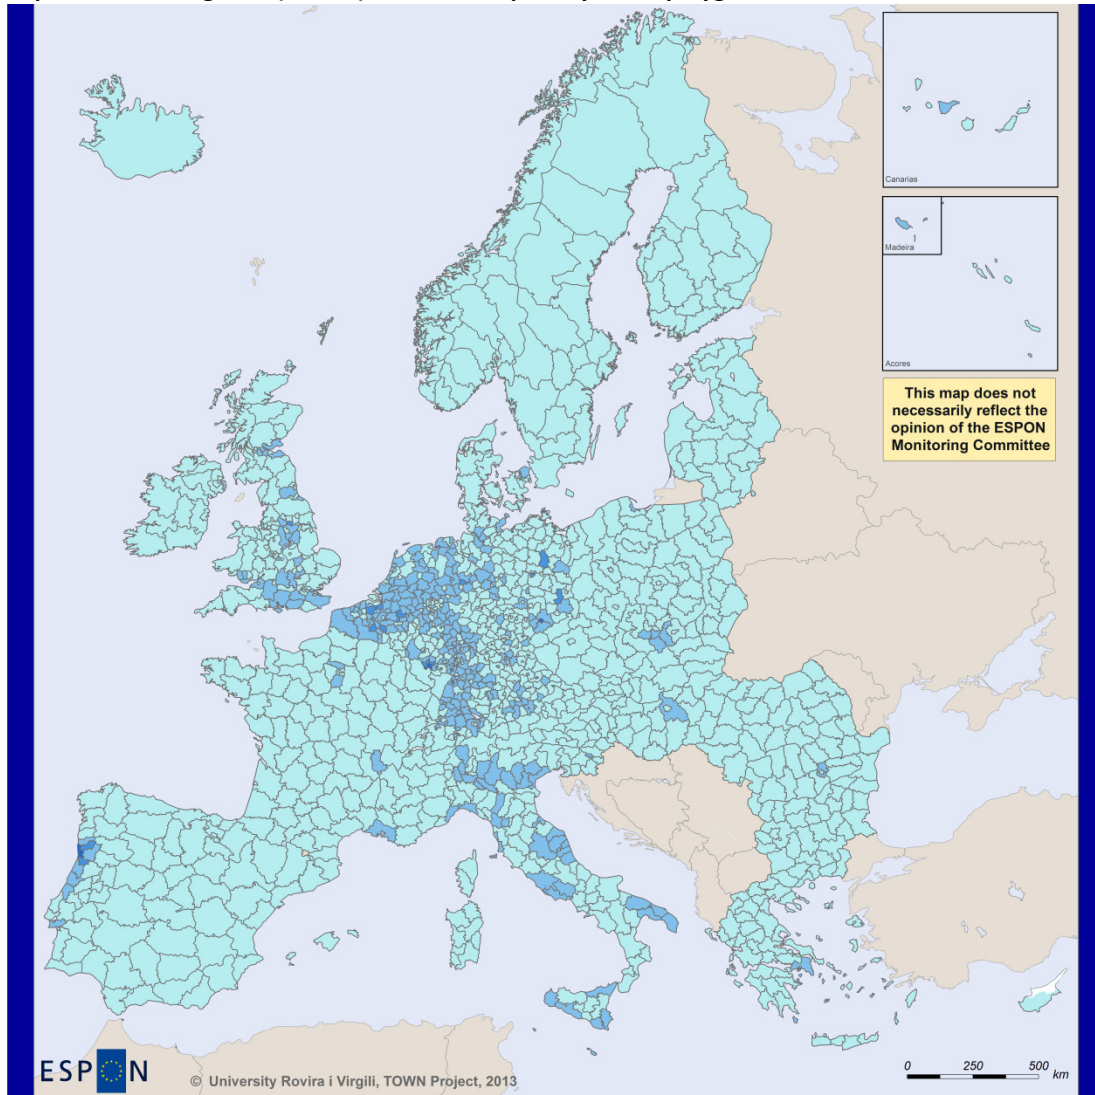 Canarias
Madeira
Acores
This map does not
necessarily reflect the
opinion of the ESPON
Monitoring Committee
ESPON
© University Rovira i Virgili, TOWN Project, 2013
0 250 500
km